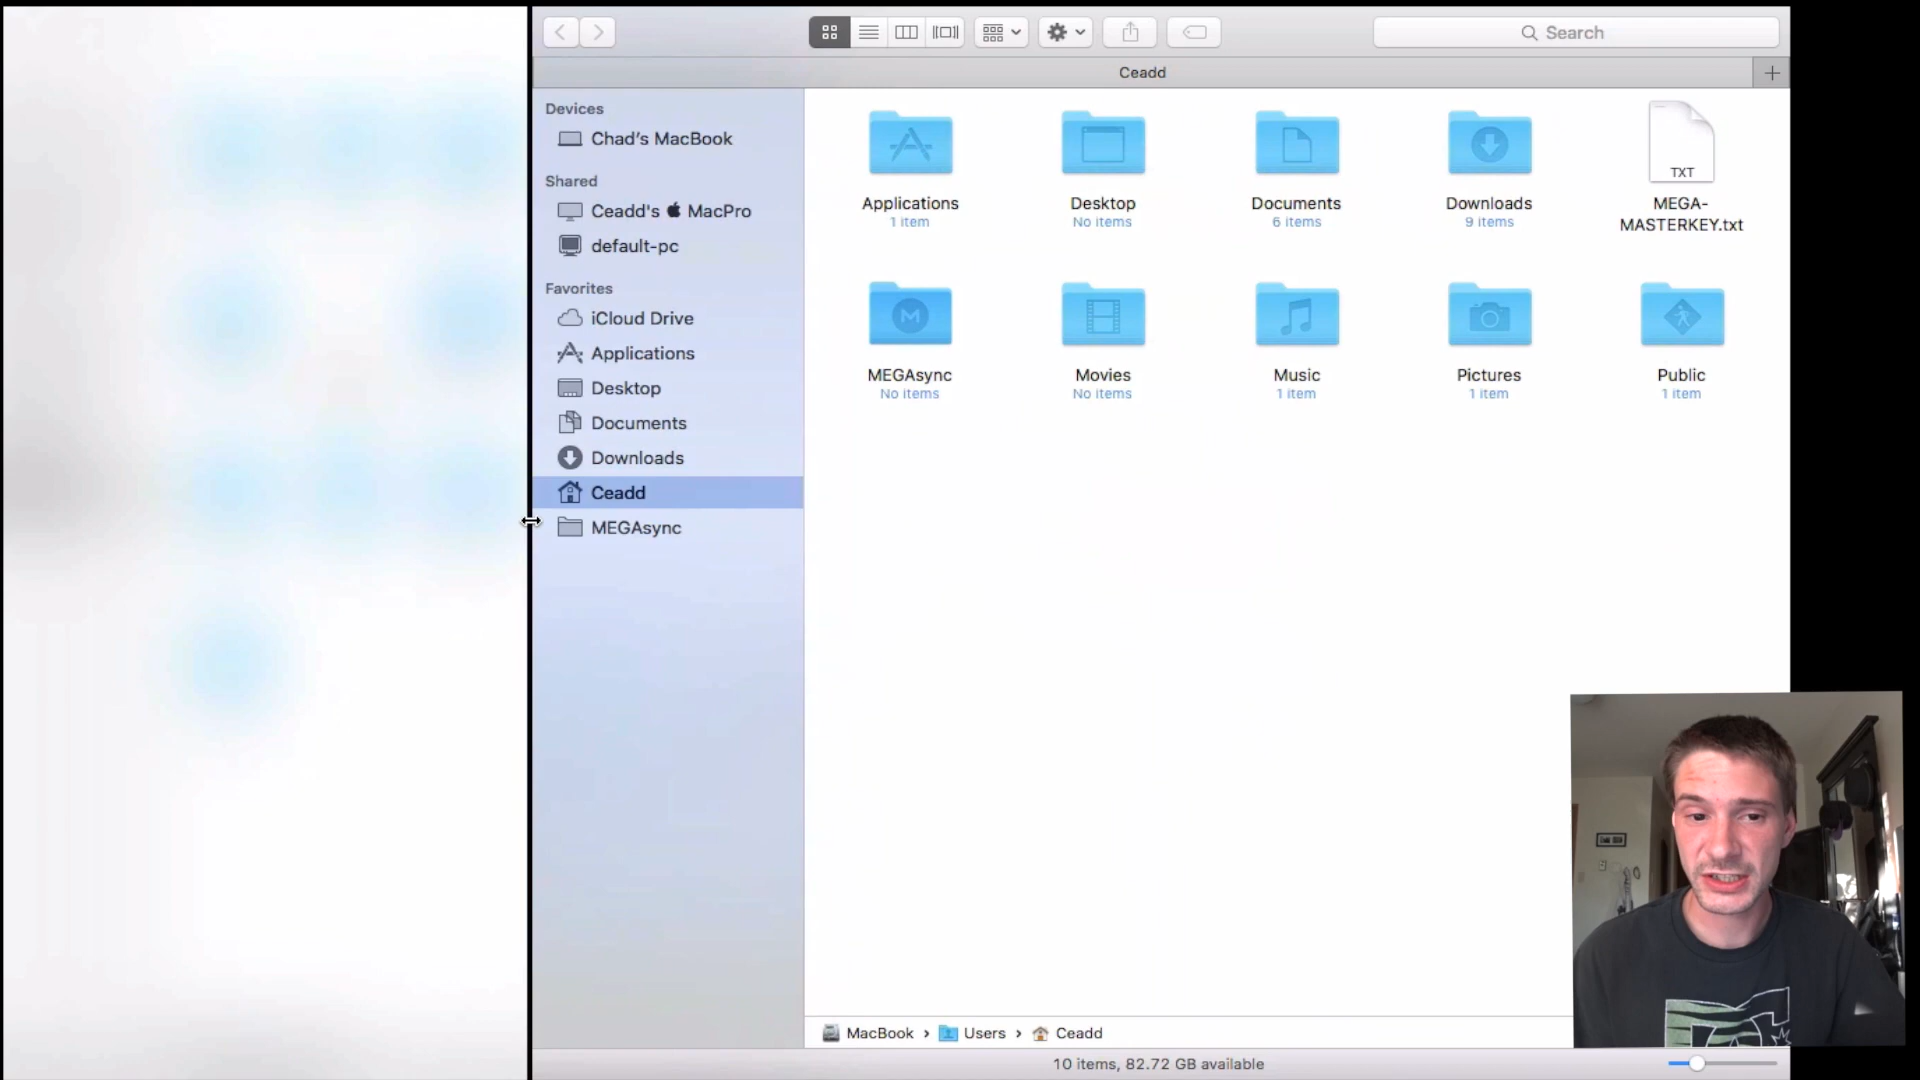 Search
Ceadd
Devices
Chad's MacBook
Shared
Ceadd's  MacPro
default-pc
Favorites
iCloud Drive
Applications
Desktop
Documents
Downloads
Ceadd
MEGAsync
Applications
1 item
Desktop
No items
Documents
6 items
Downloads
9 items
TXT
MEGA-
MASTERKEY.txt
MEGAsync
No items
Movies
No items
Music
1 item
Pictures
1 item
Public
1 item
MacBook › Users › Ceadd
10 items, 82.72 GB available